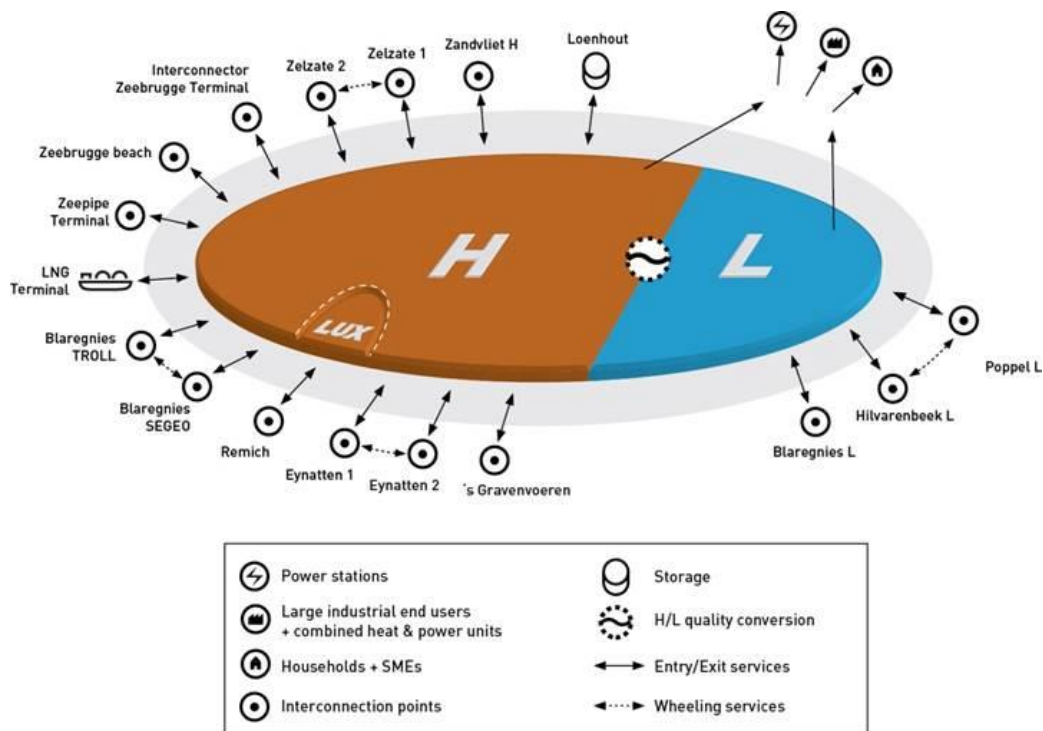 Zelzate 2
Zelzate 1
Zandvliet H
Loenhout
Interconnector
Zeebrugge Terminal
Zeebrugge beach
Zeepipe
Terminal
LNG
Terminal
Blaregnies
TROLL
Blaregnies
SEGEO
Remich
Eynatten 1
Eynatten 2
's Gravenvoeren
Blaregnies L
Hilvarenbeek L
Poppel L
H
L
LUX
Power stations
Large industrial end users
+ combined heat & power units
Households + SMEs
Interconnection points
Storage
H/L quality conversion
Entry/Exit services
Wheeling services